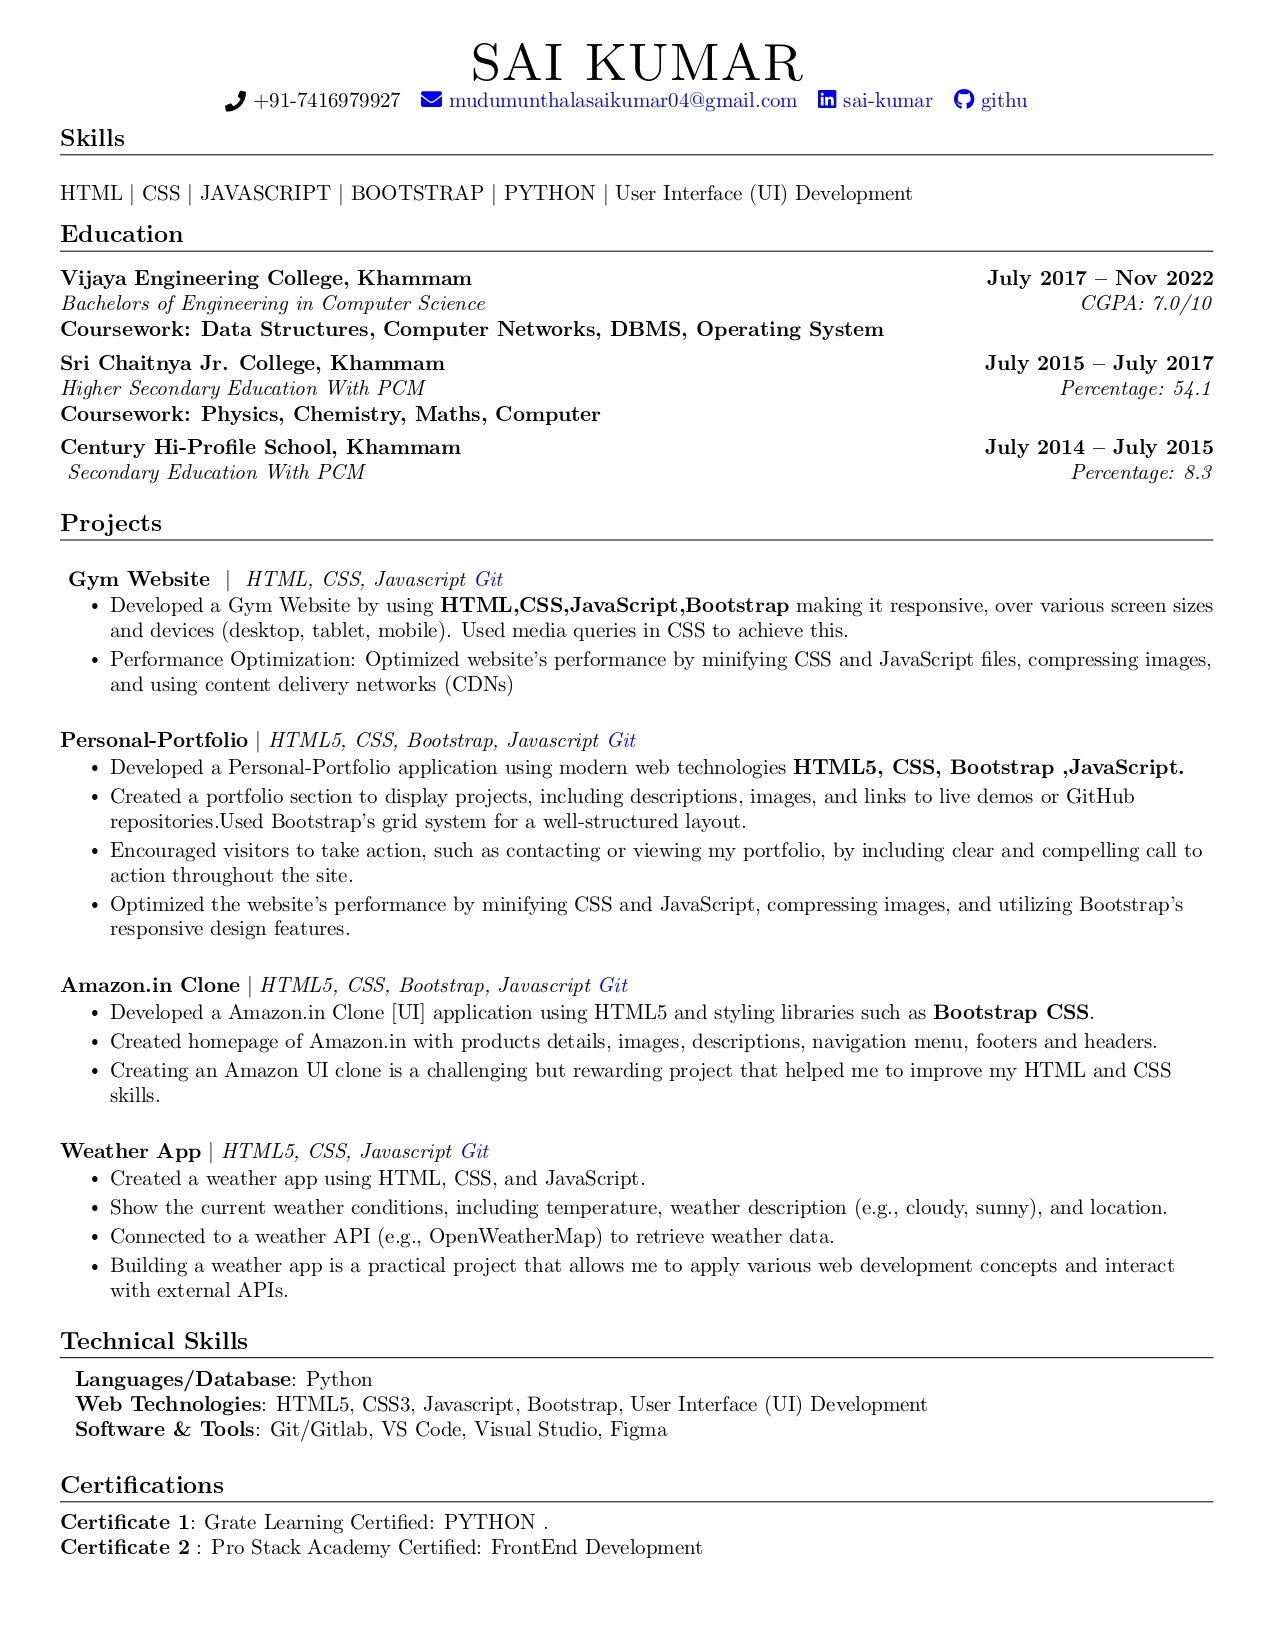 SAI KUMAR
+91-7416979927 mudumunthalasaikumar04@gmail.com sai-kumar githu
Skills
HTML | CSS | JAVASCRIPT | BOOTSTRAP | PYTHON | User Interface (UI) Development
Education
Vijaya Engineering College, Khammam July 2017 – Nov 2022
Bachelors of Engineering in Computer Science CGPA: 7.0/10
Coursework: Data Structures, Computer Networks, DBMS, Operating System
Sri Chaitnya Jr. College, Khammam July 2015 – July 2017
Higher Secondary Education With PCM Percentage: 54.1
Coursework: Physics, Chemistry, Maths, Computer
Century Hi-Profile School, Khammam July 2014 – July 2015
Secondary Education With PCM Percentage: 8.3
Projects
Gym Website | HTML, CSS, Javascript Git
• Developed a Gym Website by using HTML,CSS,JavaScript,Bootstrap making it responsive, over various screen sizes
and devices (desktop, tablet, mobile). Used media queries in CSS to achieve this.
• Performance Optimization: Optimized website's performance by minifying CSS and JavaScript files, compressing images,
and using content delivery networks (CDNs)
Personal-Portfolio | HTML5, CSS, Bootstrap, Javascript Git
• Developed a Personal-Portfolio application using modern web technologies HTML5, CSS, Bootstrap ,JavaScript.
• Created a portfolio section to display projects, including descriptions, images, and links to live demos or GitHub
repositories.Used Bootstrap's grid system for a well-structured layout.
• Encouraged visitors to take action, such as contacting or viewing my portfolio, by including clear and compelling call to
action throughout the site.
• Optimized the website's performance by minifying CSS and JavaScript, compressing images, and utilizing Bootstrap's
responsive design features.
Amazon.in Clone | HTML5, CSS, Bootstrap, Javascript Git
• Developed a Amazon.in Clone [UI] application using HTML5 and styling libraries such as Bootstrap CSS.
• Created homepage of Amazon.in with products details, images, descriptions, navigation menu, footers and headers.
• Creating an Amazon UI clone is a challenging but rewarding project that helped me to improve my HTML and CSS
skills.
Weather App | HTML5, CSS, Javascript Git
• Created a weather app using HTML, CSS, and JavaScript.
• Show the current weather conditions, including temperature, weather description (e.g., cloudy, sunny), and location.
• Connected to a weather API (e.g., OpenWeatherMap) to retrieve weather data.
• Building a weather app is a practical project that allows me to apply various web development concepts and interact
with external APIs.
Technical Skills
Languages/Database: Python
Web Technologies: HTML5, CSS3, Javascript, Bootstrap, User Interface (UI) Development
Software & Tools: Git/Gitlab, VS Code, Visual Studio, Figma
Certifications
Certificate 1: Grate Learning Certified: PYTHON .
Certificate 2 : Pro Stack Academy Certified: FrontEnd Development